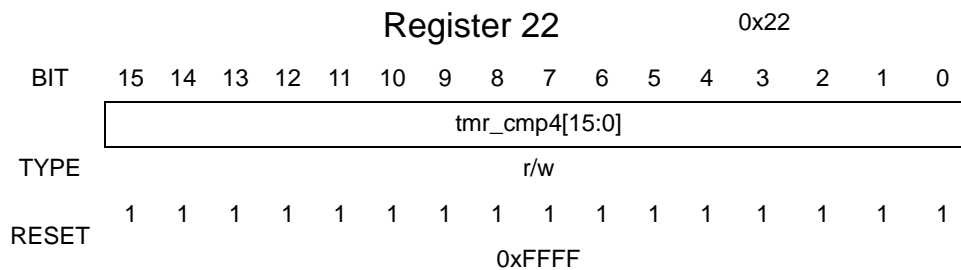 Register 22 0x22
BIT 15 14 13 12 11 10 9 8 7 6 5 4 3 2 1 0
tmr_cmp4[15:0]
TYPE r/w
RESET 1 1 1 1 1 1 1 1 1 1 1 1 1 1 1 1
0xFFFF